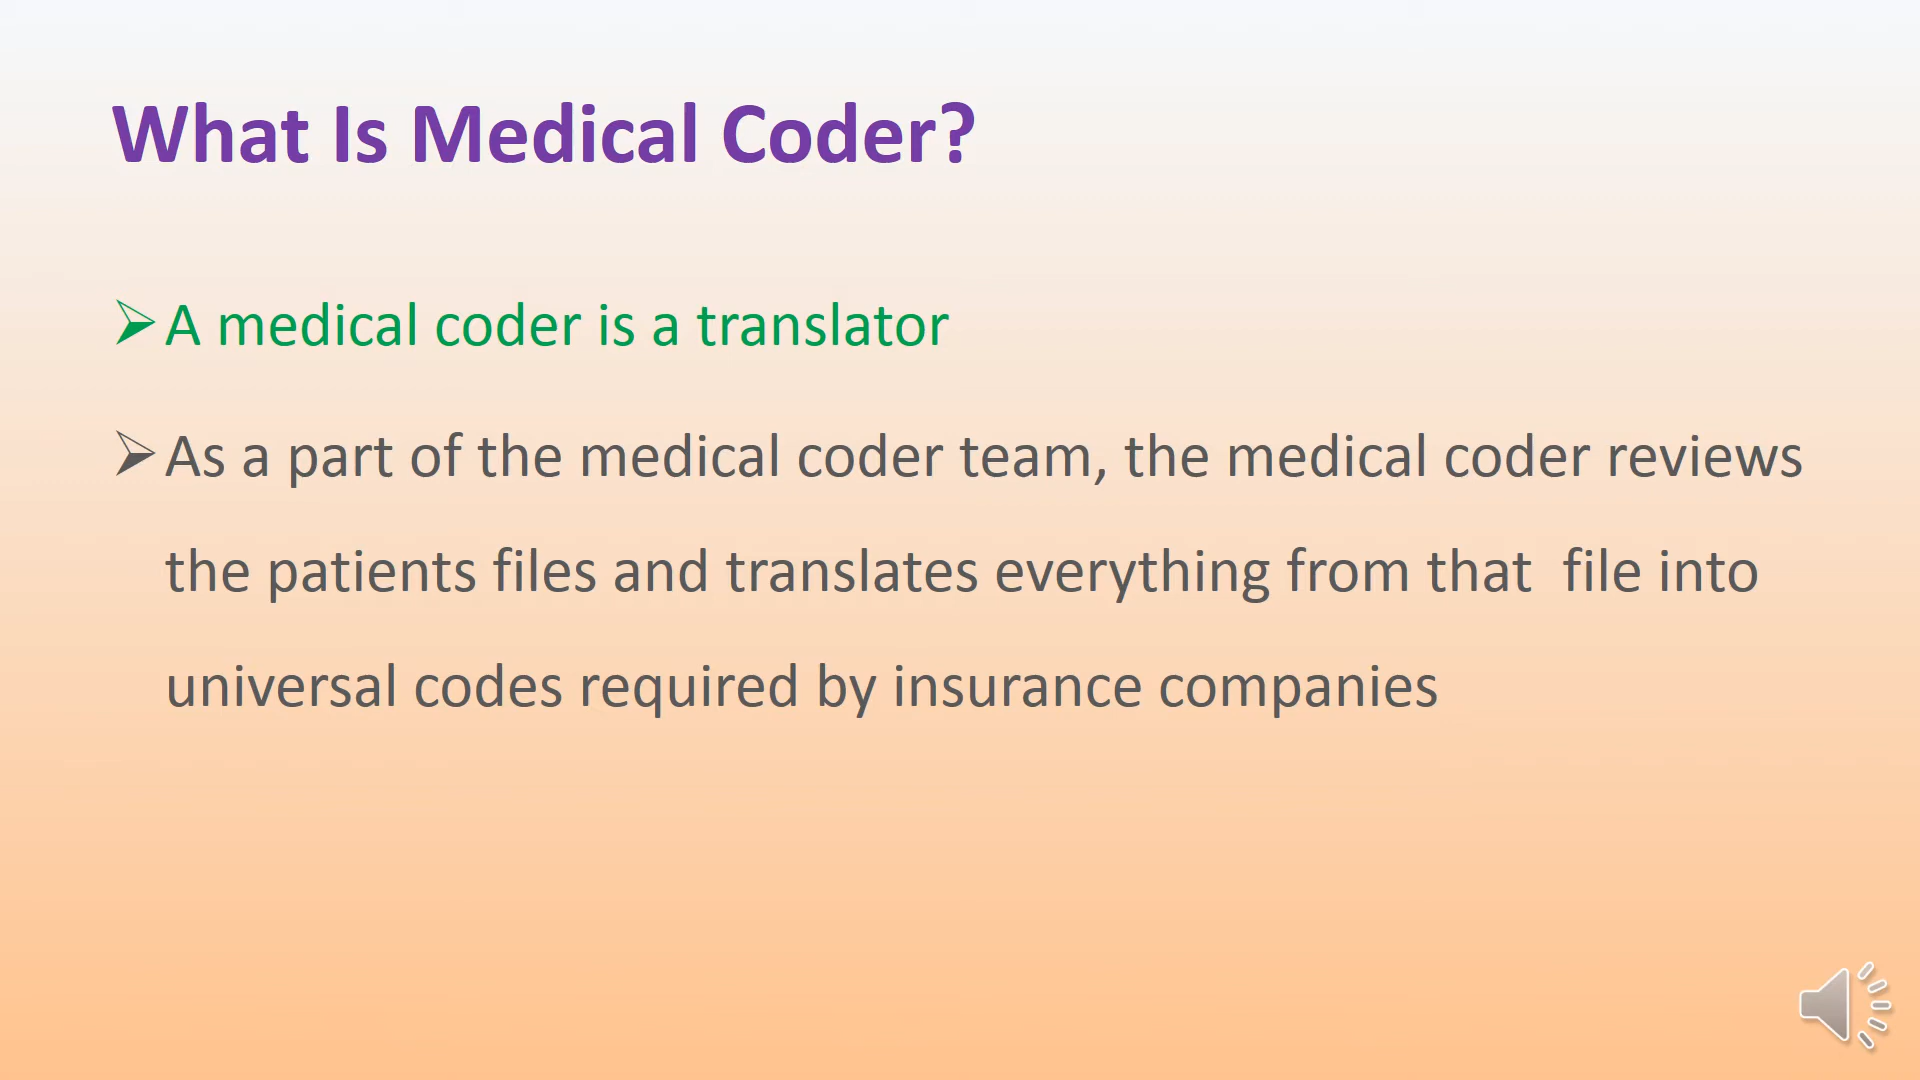 What Is Medical Coder?
A medical coder is a translator
As a part of the medical coder team, the medical coder reviews
the patients files and translates everything from that  file into
universal codes required by insurance companies